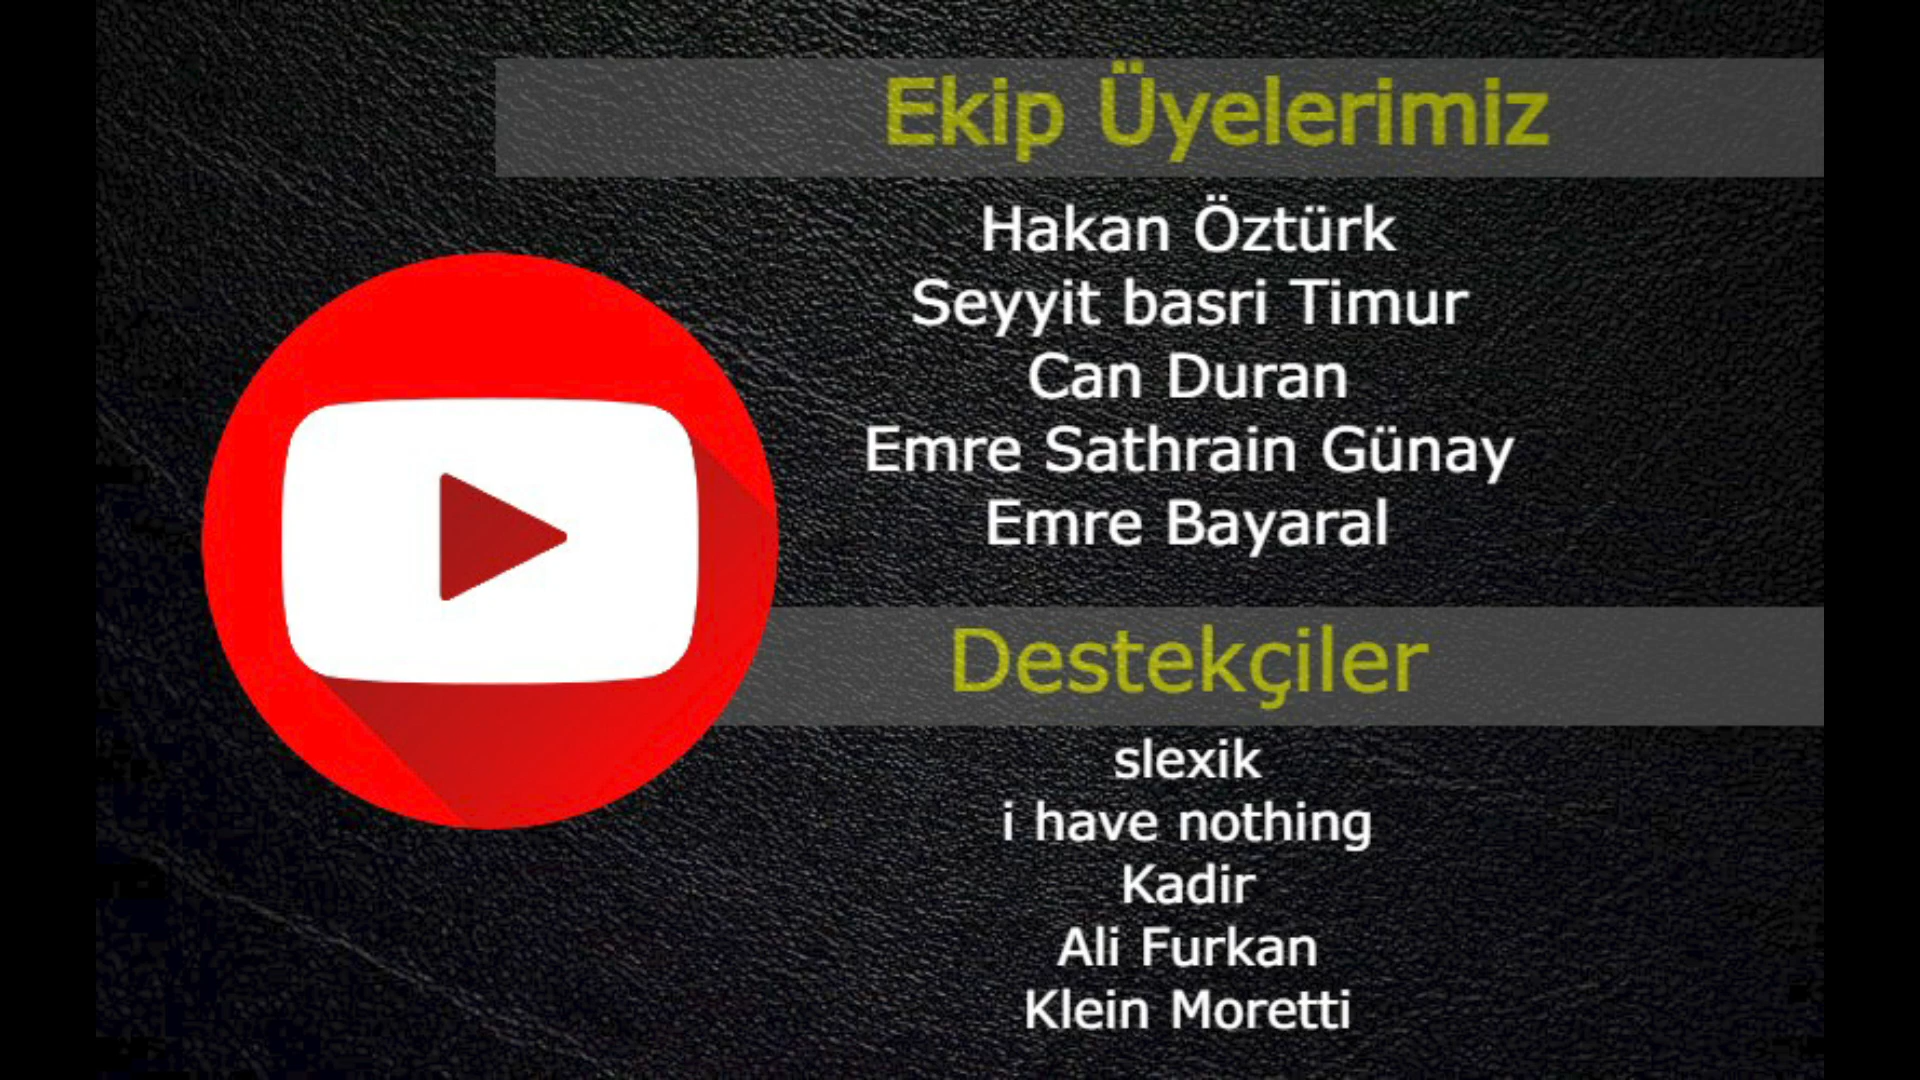 Ekip Üyelerimiz
Hakan Öztürk
Seyyit basri Timur
Can Duran
Emre Sathrain Günay
Emre Bayaral
Destekçiler
slexik
i have nothing
Kadir
Ali Furkan
Klein Moretti